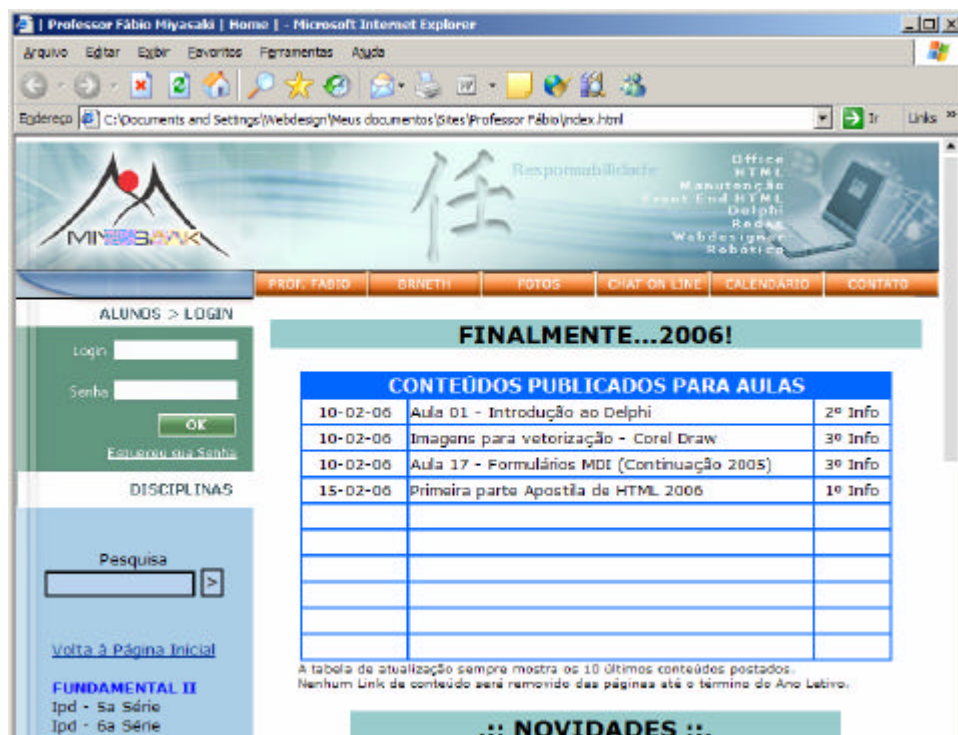 | Professor Fábio Miyasaki | Home | - Microsoft Internet Explorer
Arquivo Editar Exibir Favoritos Ferramentas Ajuda
Endereço C:\Documents and Settings\Webdesign\Meus documentos\Sites\Professor Fábio\index.html Ir Links »
任
Responsabilidade
Office
HTML
Manutenção
Front End HTML
Delphi
Redes
Webdesigner
Robótica
PROF. FABIO BRNETH FOTOS CHAT ON LINE CALENDÁRIO CONTATO
ALUNOS > LOGIN
Login
Senha
OK
Esqueceu sua Senha
DISCIPLINAS
Pesquisa
>
Volta à Página Inicial
FUNDAMENTAL II
Ipd - 5a Série
Ipd - 6a Série
FINALMENTE...2006!
CONTEÚDOS PUBLICADOS PARA AULAS
10-02-06 Aula 01 - Introdução ao Delphi 2º Info
10-02-06 Imagens para vetorização - Corel Draw 3º Info
10-02-06 Aula 17 - Formulários MDI (Continuação 2005) 3º Info
15-02-06 Primeira parte Apostila de HTML 2006 1º Info
A tabela de atualização sempre mostra os 10 últimos conteúdos postados.
Nenhum Link de conteúdo será removido das páginas até o término do Ano Letivo.
.:: NOVIDADES ::.